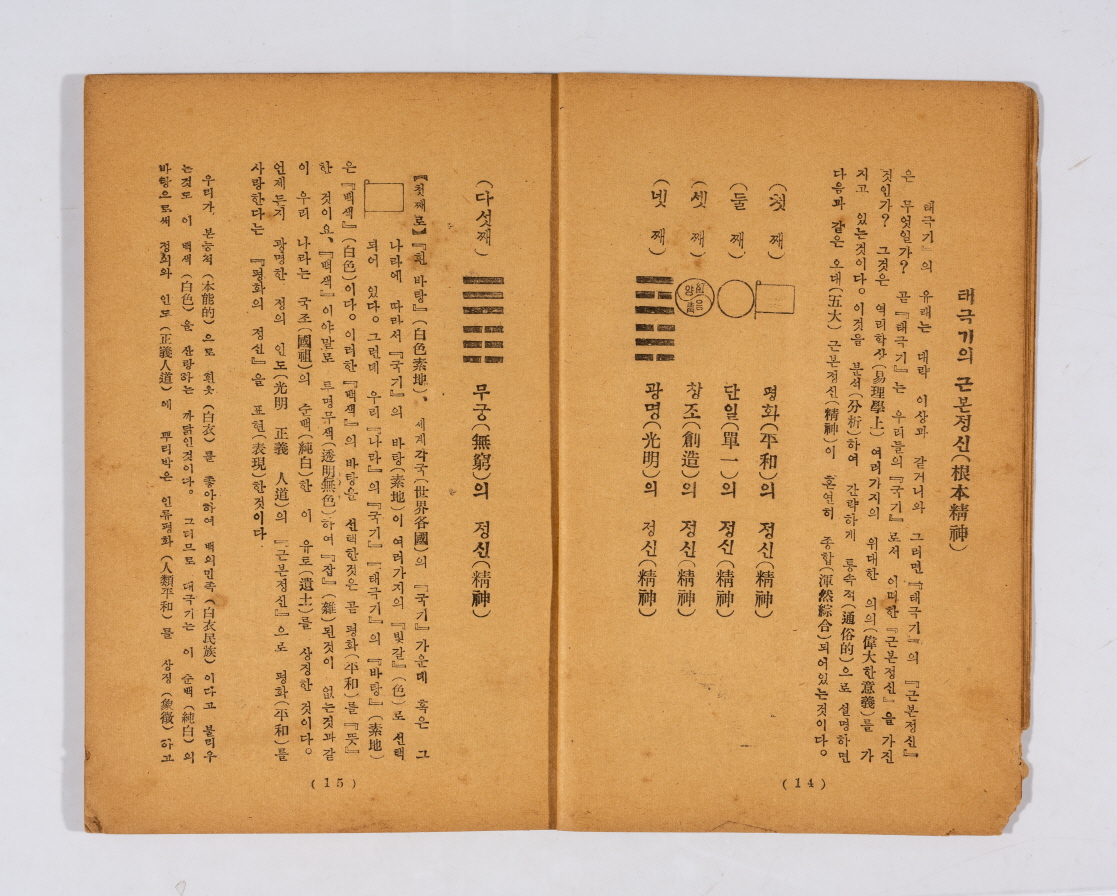 태극기의 근본정신(根本精神)
태극기』의 유래는 대략 이상과 같거니와 그러면『태극기』의 『근본정신』
은 무엇일가? 곧『태극기』는 우리들의『국기』로서 어떠한『근본정신』을 가진
것인가? 그것은 역리학상(易理學上) 여러가지의 위대한 의의(偉大한意義)를 가
지고 있는것이다。이것을 분석(分析)하여 간략하게 통속적(通俗的)으로 설명하면
다음과 같은 오대(五大) 근본정신(精神)이 혼연히 종합(渾然綜合)되어있는것이다。
(첫 째) 평화(平和)의 정신(精神)
(둘 째) 단일(單一)의 정신(精神)
(셋 째) 창조(創造)의 정신(精神)
(넷 째) 광명(光明)의 정신(精神)
(14)
(다섯째) 무궁(無窮)의 정신(精神)
【첫째로】『흰 바탕』(白色素地)、 세계각국(世界各國)의 『국기』가운데 혹은 그
나라에 따라서『국기』의 바탕(素地)이 여러가지의『빛갈』(色)로 선택
되어 있다。그런데 우리『나라』의『국기』『태극기』의 『바탕』(素地)
은『백색』(白色)이다。이러한『백색』의 바탕을 선택한것은 곧 평화(平和)를『뜻』
한 것이요、『백색』이야말로 투명무색(透明無色)하여『잡』(雜)된것이 없는것과같
이 우리 나라는 국조(國祖)의 순백(純白)한 이 유토(遺土)를 상징한 것이다。
언제든지 광명한 정의 인도(光明 正義 人道)의 『근본정신』으로 평화(平和)를
사랑한다는 『평화의 정신』을 표현(表現)한것이다
우리가 본능적(本能的)으로 흰옷(白衣)를 좋아하여 백의민족(白衣民族)이다고 불리우
는것도 이 백색(白色)을 사랑하는 까닭인것이다。 그러므로 태극기는 이 순백(純白)의
바탕으로써 정의와 인도(正義人道)에 뿌리박은 인류평화(人類平和)를 상징(象徵)하고
(15)